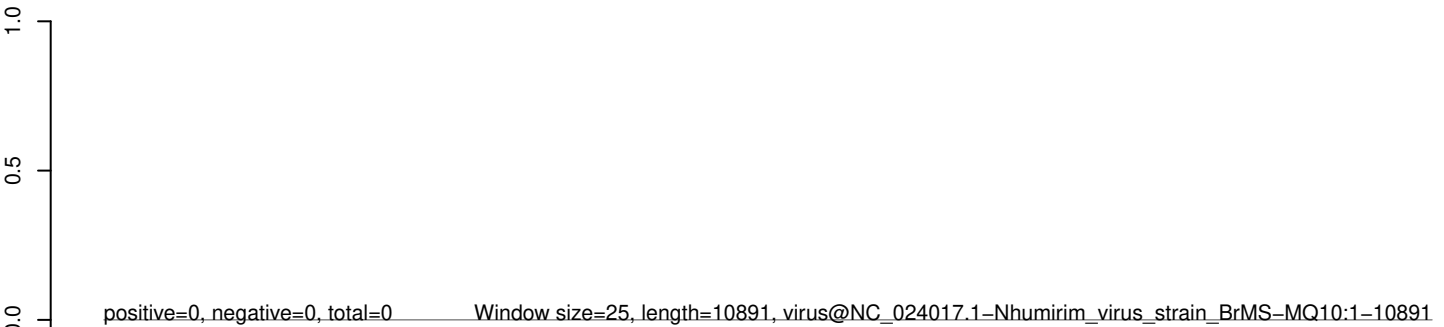 1.0
0.5
0.0
positive=0, negative=0, total=0 Window size=25, length=10891, virus@NC_024017.1−Nhumirim_virus_strain_BrMS−MQ10:1−10891